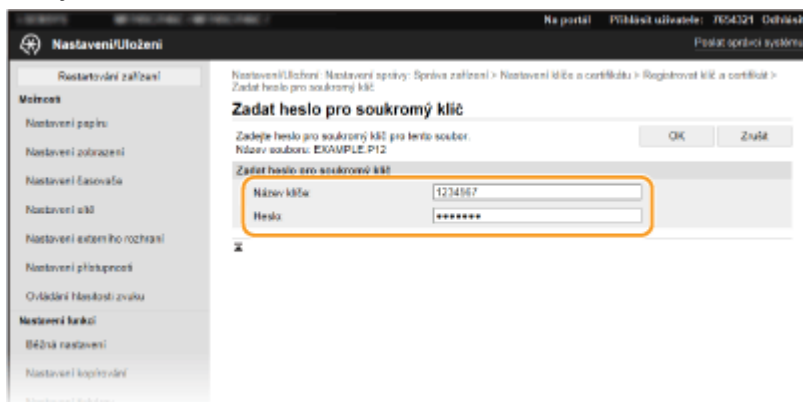 Na portál Přihlásit uživatele: 7654321 Odhlásit
Nastavení/Uložení
Poslat správci systému
Restartování zařízení
Možnosti
Nastavení papíru
Nastavení zobrazení
Nastavení časovače
Nastavení sítě
Nastavení externího rozhraní
Nastavení přístupnosti
Ovládání hlasitosti zvuku
Nastavení funkcí
Běžná nastavení
Nastavení kopírování
Nastavení/Uložení: Nastavení správy: Správa zařízení > Nastavení klíče a certifikátu > Registrovat klíč a certifikát >
Zadat heslo pro soukromý klíč
Zadat heslo pro soukromý klíč
Zadejte heslo pro soukromý klíč pro tento soubor.
Název souboru: EXAMPLE.P12
OK Zrušit
Zadat heslo pro soukromý klíč
Název klíče: 1234567
Heslo: *******